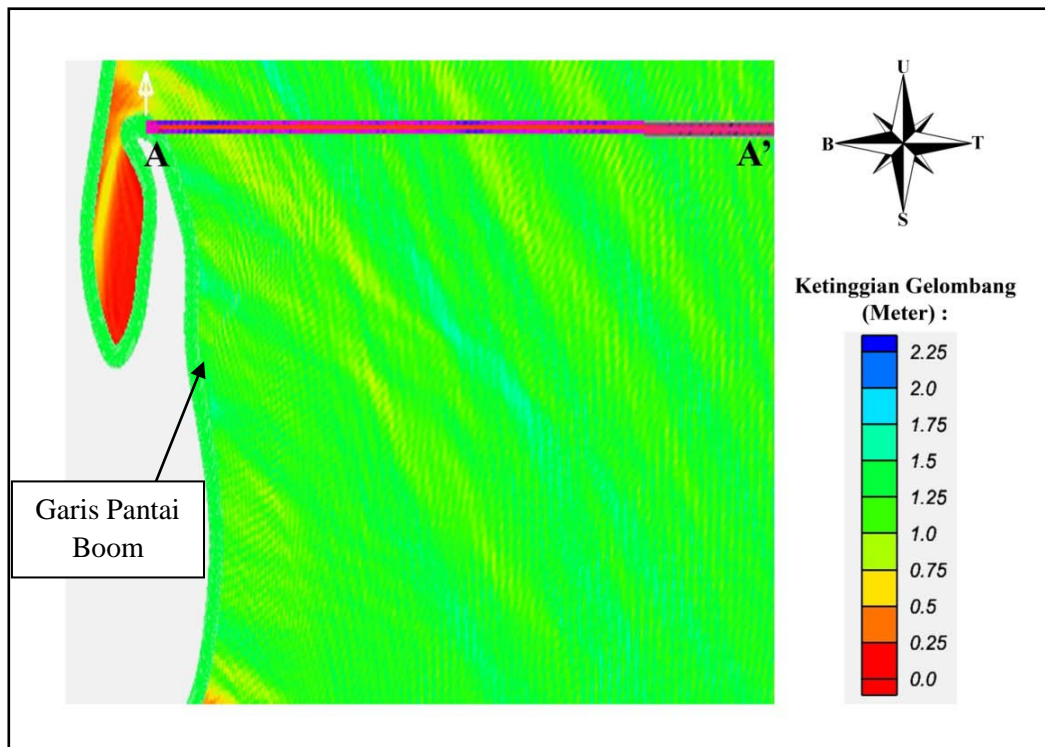 U
B
T
S
A
A’
Ketinggian Gelombang
(Meter) :
2.25
2.0
1.75
1.5
1.25
1.0
0.75
0.5
0.25
0.0
Garis Pantai
Boom